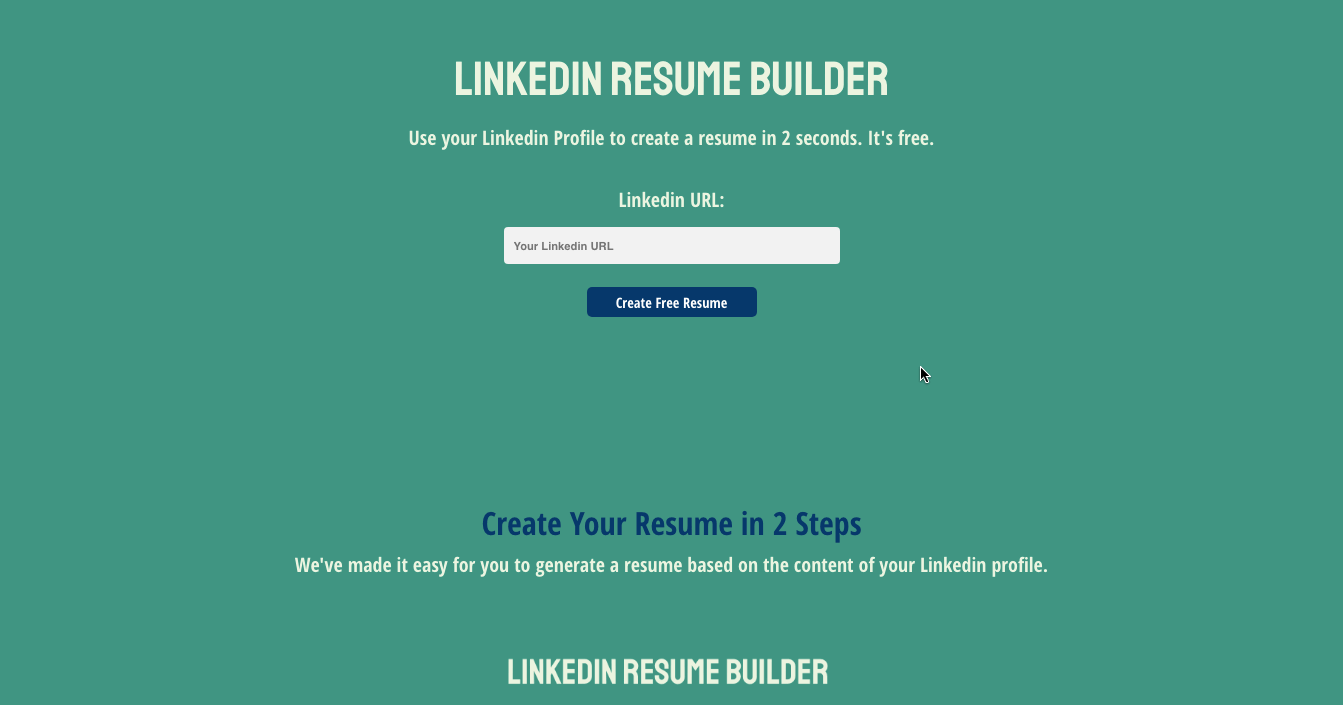 LINKEDIN RESUME BUILDER
Use your Linkedin Profile to create a resume in 2 seconds. It's free.
Linkedin URL:
Your Linkedin URL
Create Free Resume
Create Your Resume in 2 Steps
We've made it easy for you to generate a resume based on the content of your Linkedin profile.
LINKEDIN RESUME BUILDER